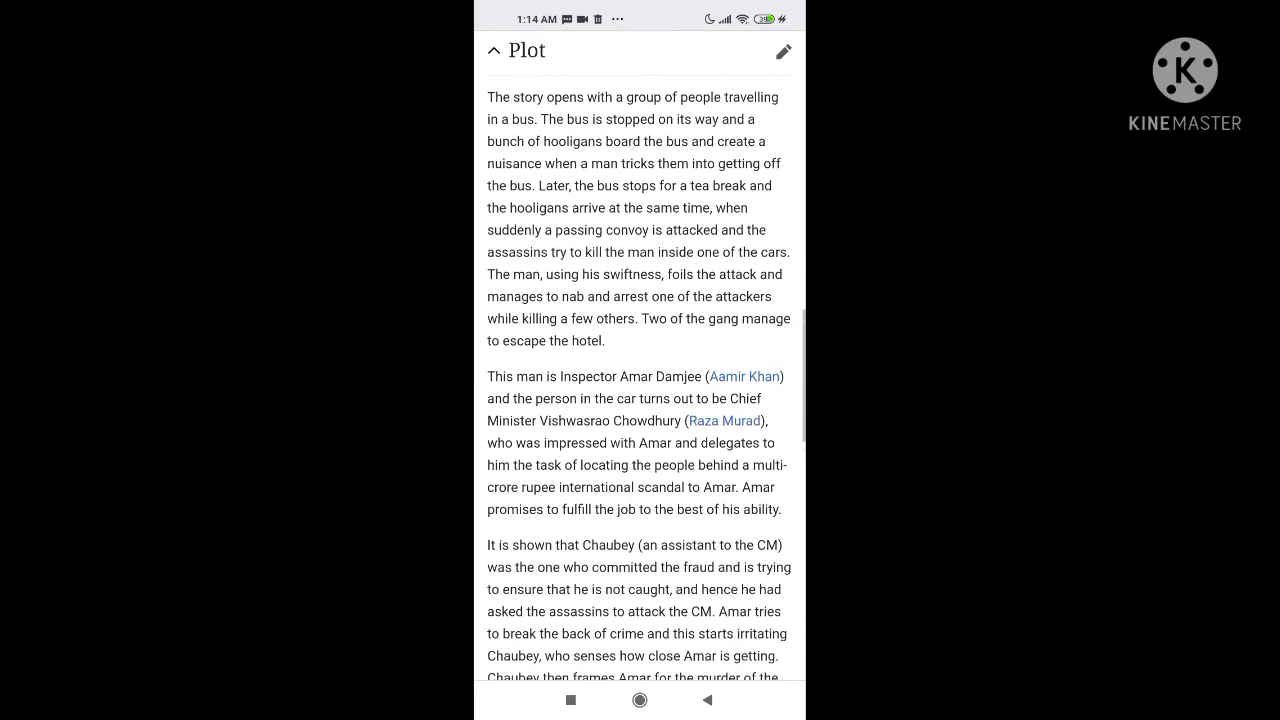 1:14 AM
39
Plot
The story opens with a group of people travelling
in a bus. The bus is stopped on its way and a
bunch of hooligans board the bus and create a
nuisance when a man tricks them into getting off
the bus. Later, the bus stops for a tea break and
the hooligans arrive at the same time, when
suddenly a passing convoy is attacked and the
assassins try to kill the man inside one of the cars.
The man, using his swiftness, foils the attack and
manages to nab and arrest one of the attackers
while killing a few others. Two of the gang manage
to escape the hotel.
This man is Inspector Amar Damjee (Aamir Khan)
and the person in the car turns out to be Chief
Minister Vishwasrao Chowdhury (Raza Murad),
who was impressed with Amar and delegates to
him the task of locating the people behind a multi-
crore rupee international scandal to Amar. Amar
promises to fulfill the job to the best of his ability.
It is shown that Chaubey (an assistant to the CM)
was the one who committed the fraud and is trying
to ensure that he is not caught, and hence he had
asked the assassins to attack the CM. Amar tries
to break the back of crime and this starts irritating
Chaubey, who senses how close Amar is getting.
Chaubey then frames Amar for the murder of the
K
KINEMASTER